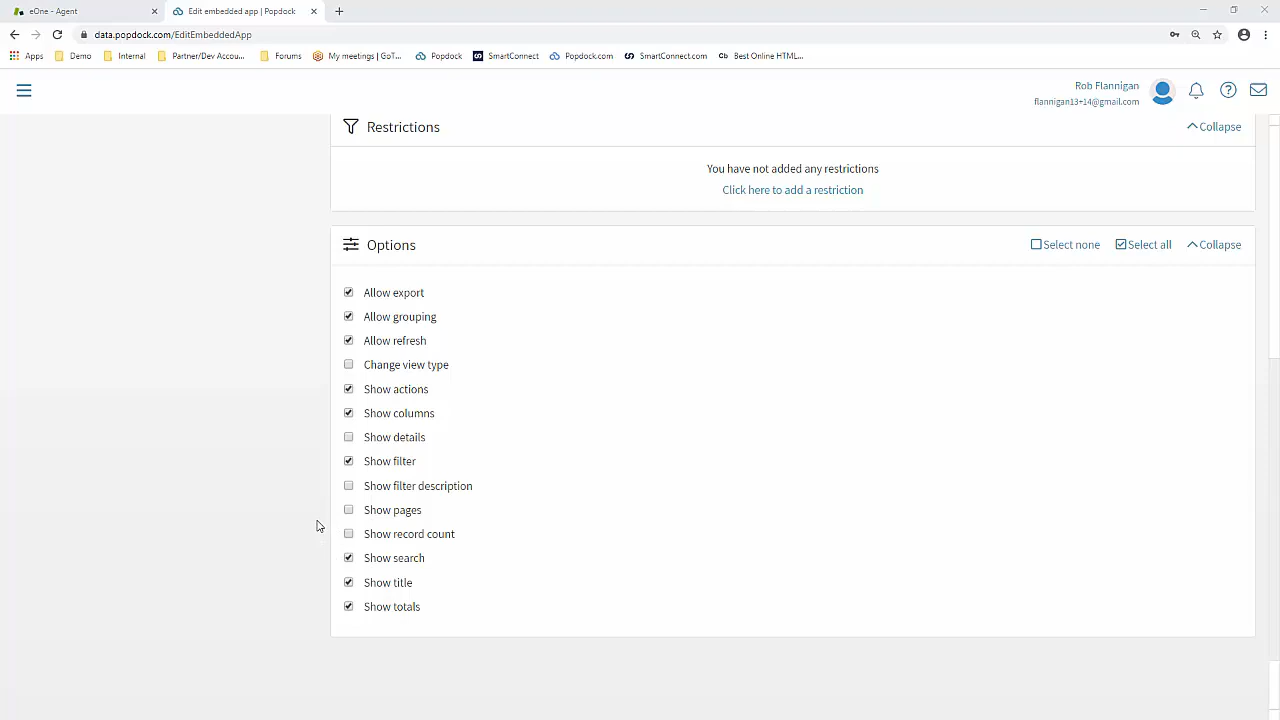 eOne - Agent
Edit embedded app | Popdock
data.popdock.com/EditEmbeddedApp
Apps Demo Internal Partner/Dev Accou... Forums My meetings | GoT... Popdock SmartConnect Popdock.com SmartConnect.com Best Online HTML...
Rob Flannigan
flannigan13+14@gmail.com
Restrictions
Collapse
You have not added any restrictions
Click here to add a restriction
Options
Select none Select all Collapse
Allow export
Allow grouping
Allow refresh
Change view type
Show actions
Show columns
Show details
Show filter
Show filter description
Show pages
Show record count
Show search
Show title
Show totals